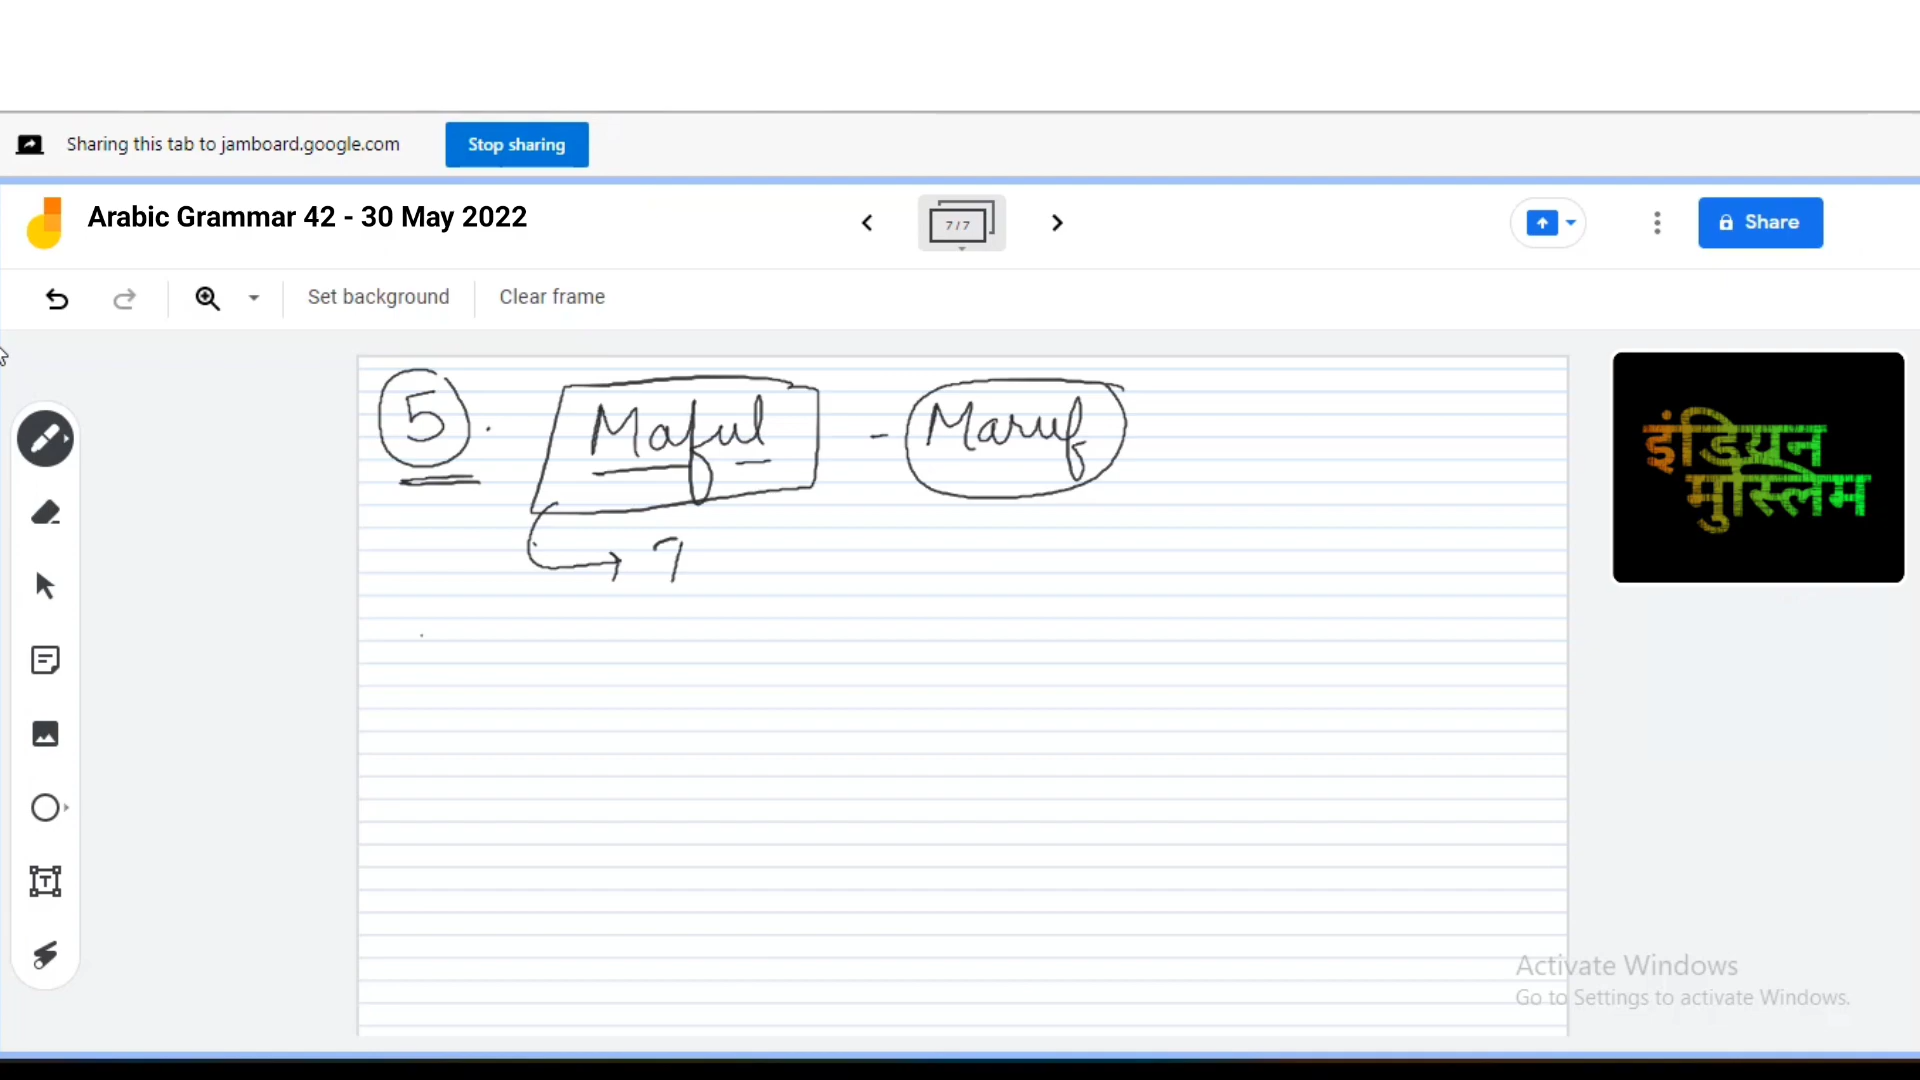 Sharing this tab to jamboard.google.com Stop sharing
Arabic Grammar 42 - 30 May 2022
7/7
Share
Set background Clear frame
5. Maful - Maruf
→ 7
इंडियन
मुस्लिम
Activate Windows
Go to Settings to activate Windows.